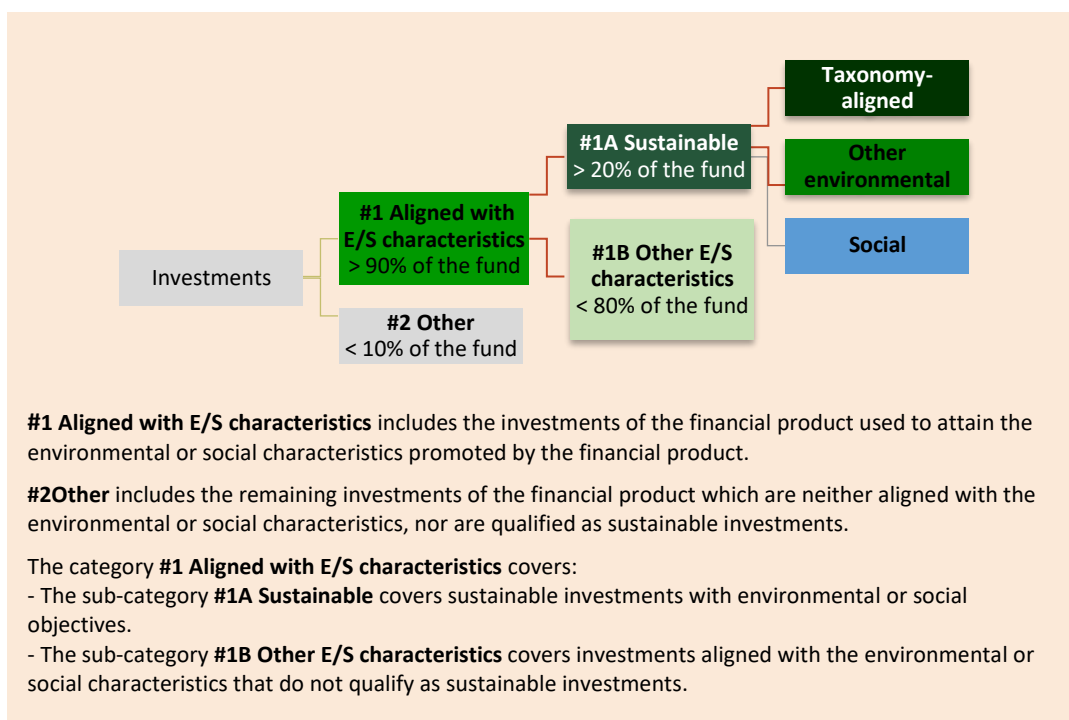 Taxonomy-
aligned
#1A Sustainable
> 20% of the fund
Other
environmental
#1 Aligned with
E/S characteristics
> 90% of the fund
#1B Other E/S
characteristics
< 80% of the fund
Social
Investments
#2 Other
< 10% of the fund
#1 Aligned with E/S characteristics includes the investments of the financial product used to attain the
environmental or social characteristics promoted by the financial product.
#2Other includes the remaining investments of the financial product which are neither aligned with the
environmental or social characteristics, nor are qualified as sustainable investments.
The category #1 Aligned with E/S characteristics covers:
- The sub-category #1A Sustainable covers sustainable investments with environmental or social
objectives.
- The sub-category #1B Other E/S characteristics covers investments aligned with the environmental or
social characteristics that do not qualify as sustainable investments.